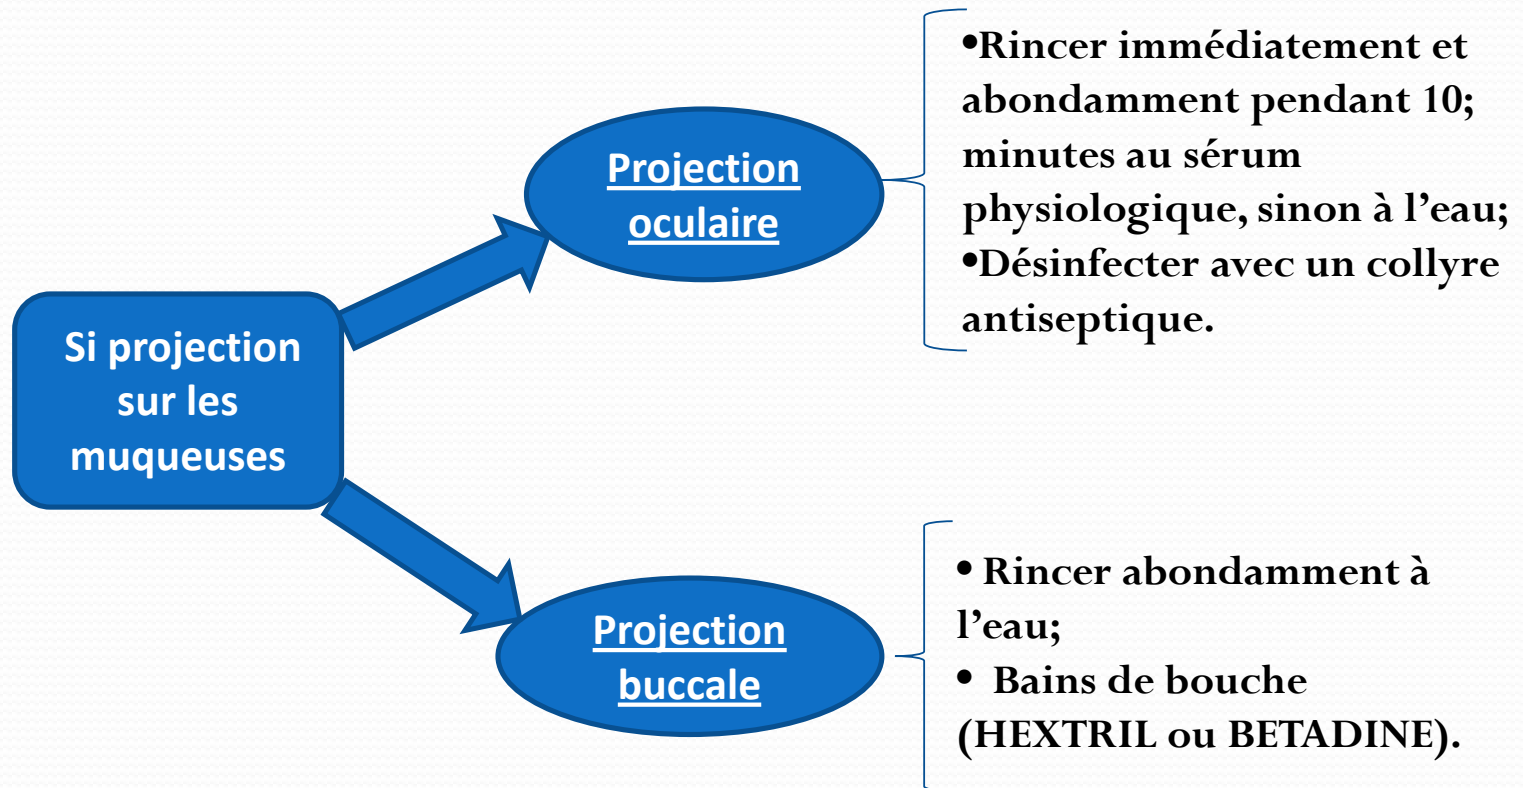 Si projection
sur les
muqueuses
Projection
oculaire
•Rincer immédiatement et
abondamment pendant 10;
minutes au sérum
physiologique, sinon à l’eau;
•Désinfecter avec un collyre
antiseptique.
Projection
buccale
• Rincer abondamment à
l’eau;
• Bains de bouche
(HEXTRIL ou BETADINE).